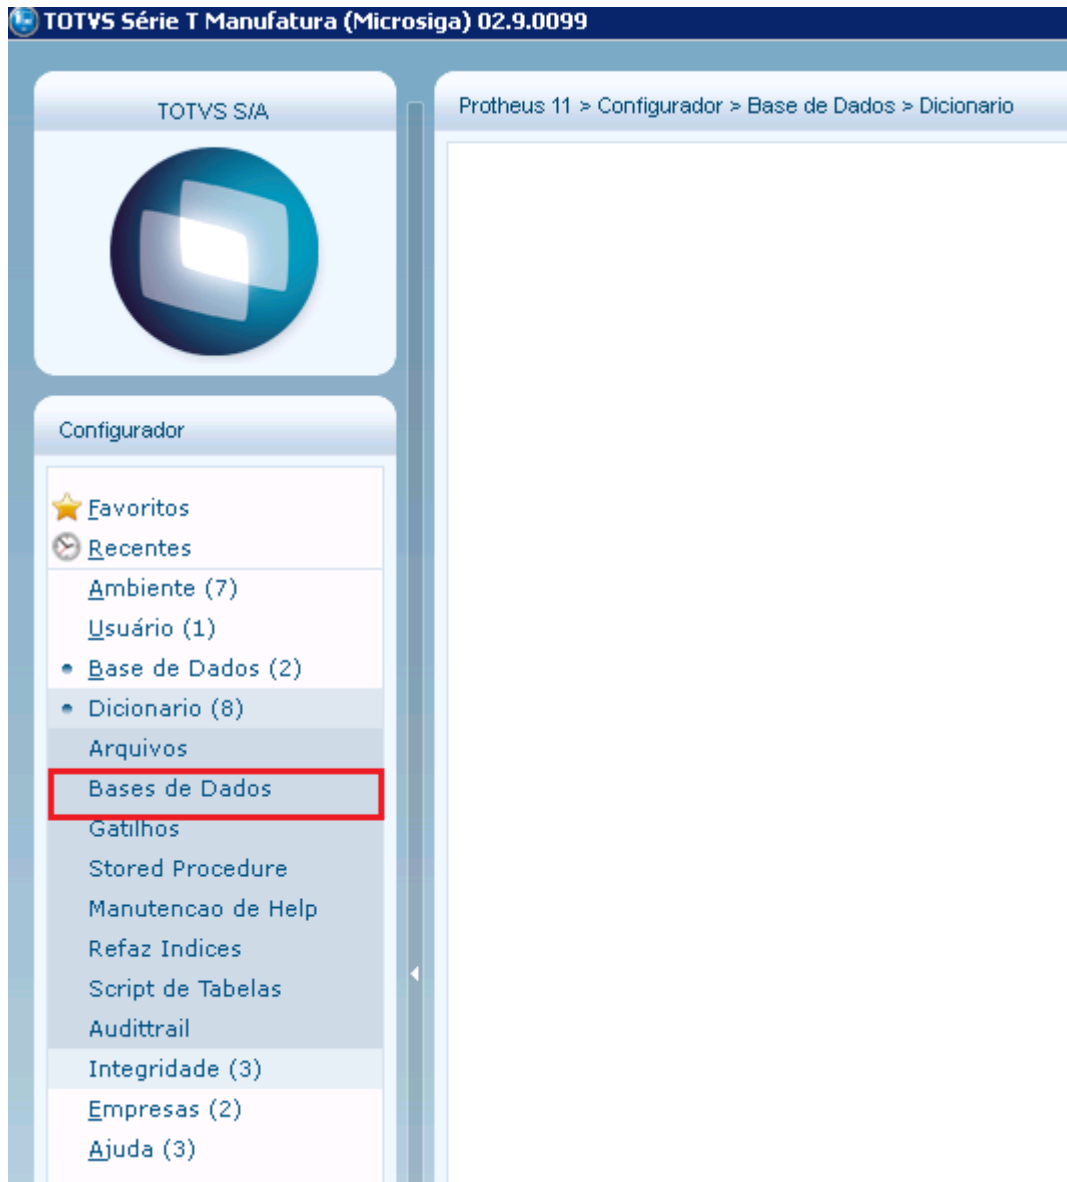 TOTVS Série T Manufatura (Microsiga) 02.9.0099
TOTVS S/A
Protheus 11 > Configurador > Base de Dados > Dicionario
Configurador
Favoritos
Recentes
Ambiente (7)
Usuário (1)
Base de Dados (2)
Dicionario (8)
Arquivos
Bases de Dados
Gatilhos
Stored Procedure
Manutencao de Help
Refaz Indices
Script de Tabelas
Audittrail
Integridade (3)
Empresas (2)
Ajuda (3)